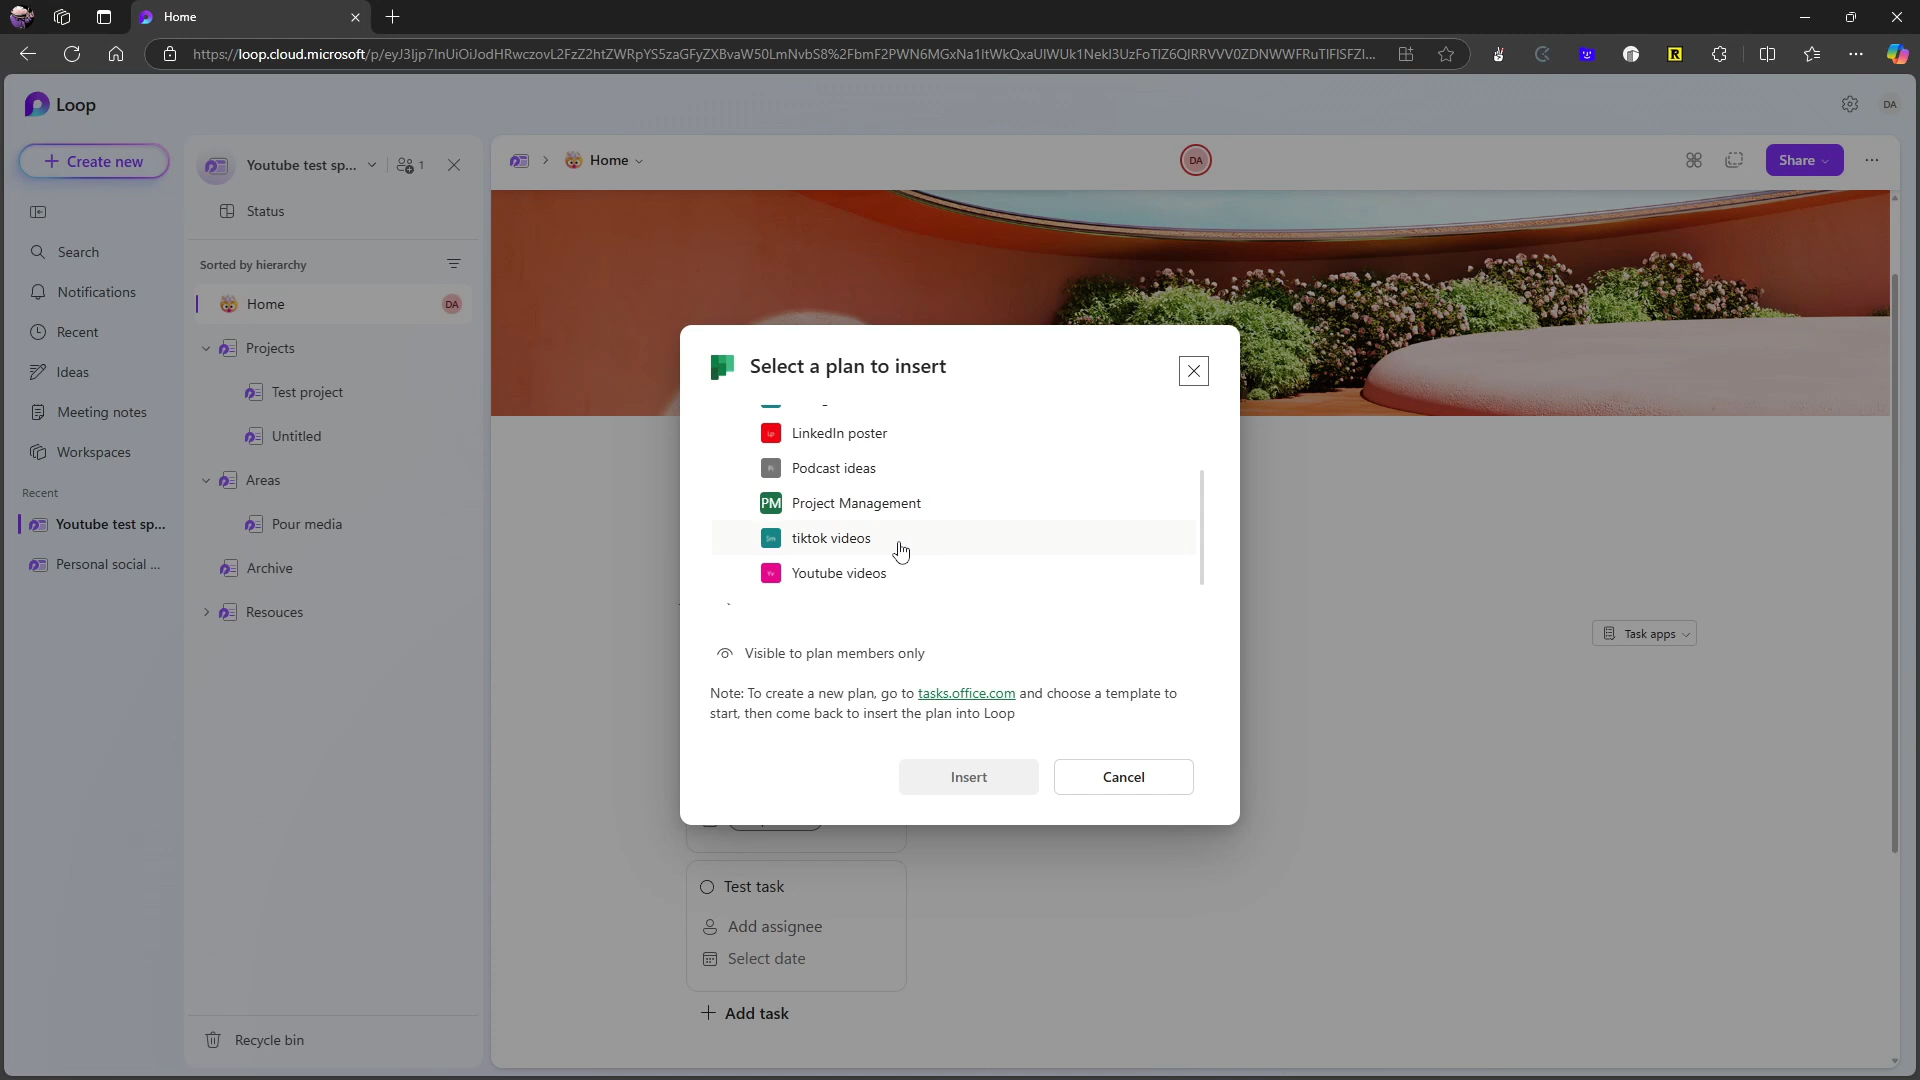 Home
https://loop.cloud.microsoft/p/
Loop
DA
Create new
Youtube test sp...
1
Home
DA
Share
Status
Search
Sorted by hierarchy
Notifications
Home
DA
Recent
Projects
Ideas
Test project
Meeting notes
Untitled
Workspaces
Areas
Recent
Youtube test sp...
Pour media
Personal social ...
Archive
Resouces
Recycle bin
Select a plan to insert
LinkedIn poster
Podcast ideas
PM Project Management
tiktok videos
Youtube videos
Visible to plan members only
Note: To create a new plan, go to tasks.office.com and choose a template to
start, then come back to insert the plan into Loop
Insert
Cancel
Task apps
Test task
Add assignee
Select date
Add task